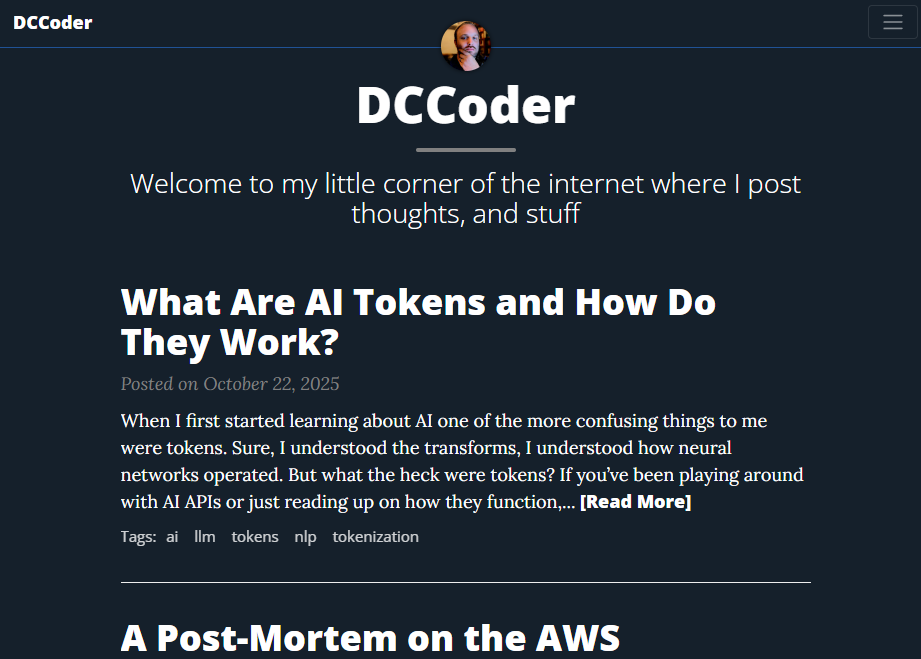 DCCoder
DCCoder
Welcome to my little corner of the internet where I post
thoughts, and stuff
What Are AI Tokens and How Do
They Work?
Posted on October 22, 2025
When I first started learning about AI one of the more confusing things to me
were tokens. Sure, I understood the transforms, I understood how neural
networks operated. But what the heck were tokens? If you’ve been playing around
with AI APIs or just reading up on how they function,... [Read More]
Tags: ai llm tokens nlp tokenization
A Post-Mortem on the AWS